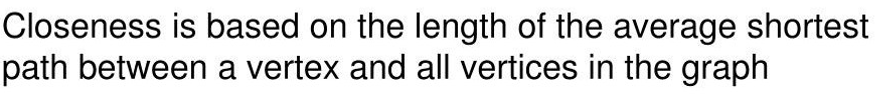 Closeness is based on the length of the average shortest
path between a vertex and all vertices in the graph